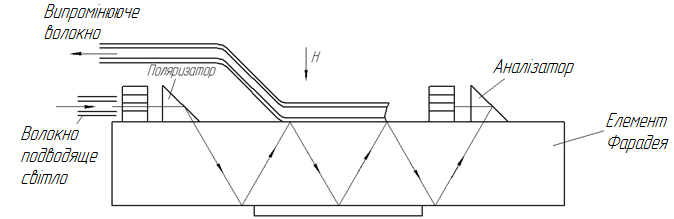 Випромінююче
волокно
Поляризатор
H
Аналізатор
Волокно
подводяще
світло
Елемент
Фарадея